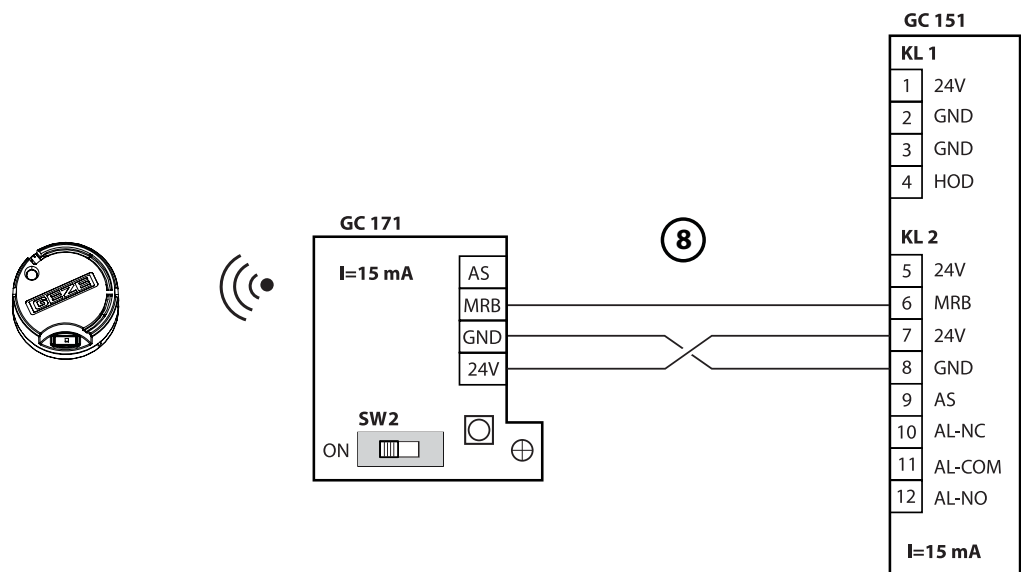 GC 151
KL 1
1 24V
2 GND
3 GND
4 HOD
KL 2
5 24V
6 MRB
7 24V
8 GND
9 AS
10 AL-NC
11 AL-COM
12 AL-NO
I=15 mA
8
GC 171
I=15 mA
AS
MRB
GND
24V
SW2
ON
GEZE